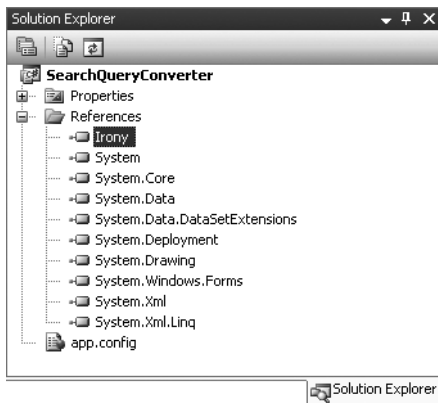 Solution Explorer
SearchQueryConverter
Properties
References
Irony
System
System.Core
System.Data
System.Data.DataSetExtensions
System.Deployment
System.Drawing
System.Windows.Forms
System.Xml
System.Xml.Linq
app.config
Solution Explorer